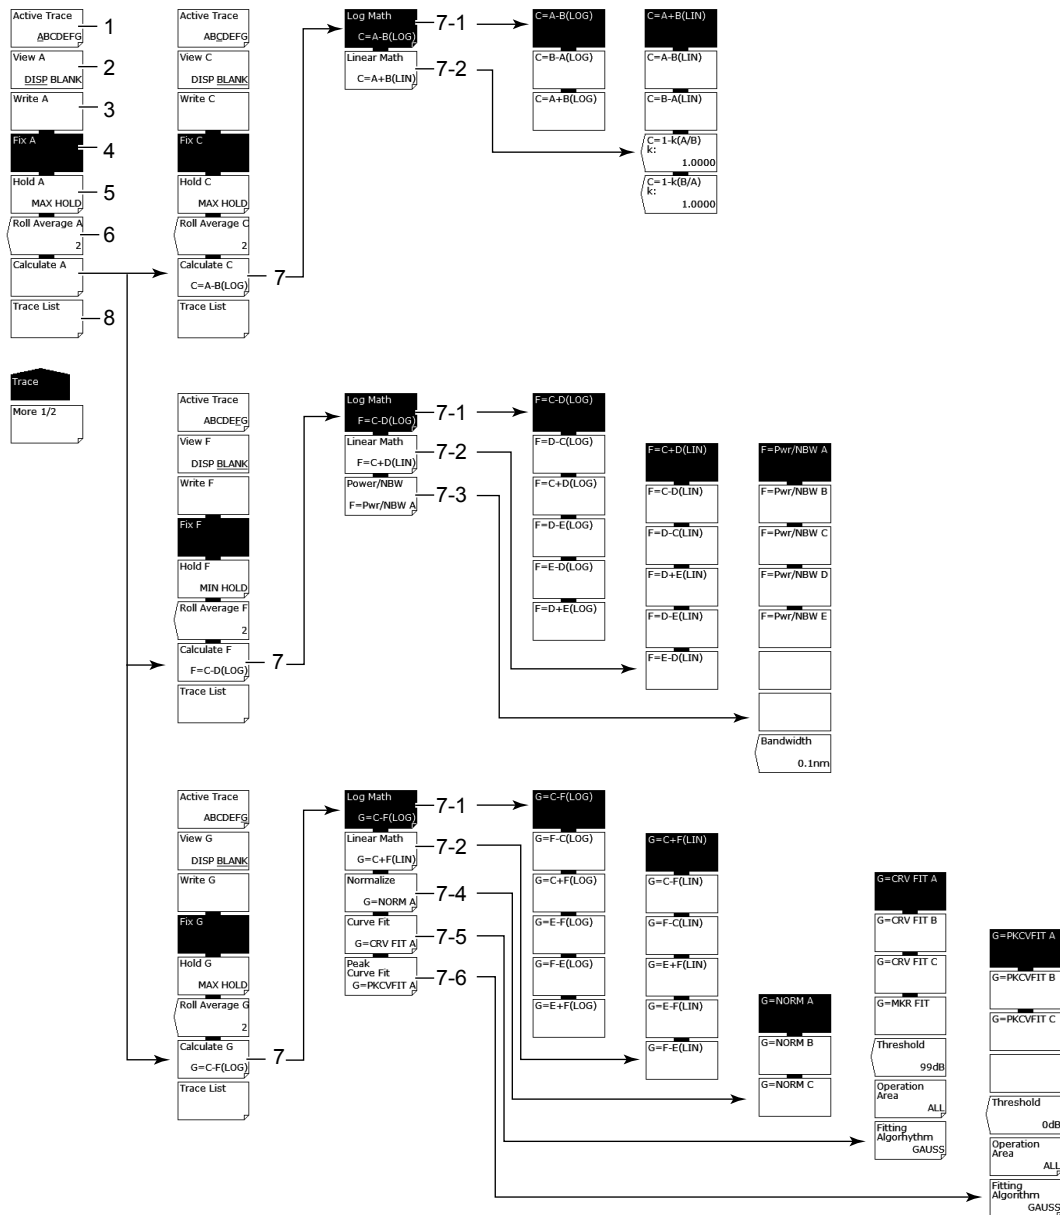 Active Trace
ABCDEFG
1
View A
DISP BLANK
2
Write A
3
Fix A
4
Hold A
MAX HOLD
5
Roll Average A
2
6
Calculate A
Trace List
8
Trace
More 1/2
Active Trace
ABCDEFG
View C
DISP BLANK
Write C
Fix C
Hold C
MAX HOLD
Roll Average C
2
Calculate C
C=A-B(LOG)
7
Trace List
Log Math
C=A-B(LOG)
7-1
Linear Math
C=A+B(LIN)
7-2
C=A-B(LOG)
C=B-A(LOG)
C=A+B(LOG)
C=A+B(LIN)
C=A-B(LIN)
C=B-A(LIN)
C=1-k(A/B)
k:
1.0000
C=1-k(B/A)
k:
1.0000
Active Trace
ABCDEFG
View F
DISP BLANK
Write F
Fix F
Hold F
MIN HOLD
Roll Average F
2
Calculate F
F=C-D(LOG)
7
Trace List
Log Math
F=C-D(LOG)
7-1
Linear Math
F=C+D(LIN)
7-2
Power/NBW
F=Pwr/NBW A
7-3
F=C-D(LOG)
F=D-C(LOG)
F=C+D(LOG)
F=D-E(LOG)
F=E-D(LOG)
F=D+E(LOG)
F=C+D(LIN)
F=C-D(LIN)
F=D-C(LIN)
F=D+E(LIN)
F=D-E(LIN)
F=E-D(LIN)
F=Pwr/NBW A
F=Pwr/NBW B
F=Pwr/NBW C
F=Pwr/NBW D
F=Pwr/NBW E
Bandwidth
0.1nm
Active Trace
ABCDEFG
View G
DISP BLANK
Write G
Fix G
Hold G
MAX HOLD
Roll Average G
2
Calculate G
G=C-F(LOG)
7
Trace List
Log Math
G=C-F(LOG)
7-1
Linear Math
G=C+F(LIN)
7-2
Normalize
G=NORM A
7-4
Curve Fit
G=CRV FIT A
7-5
Peak
Curve Fit
G=PKCVFIT A
7-6
G=C-F(LOG)
G=F-C(LOG)
G=C+F(LOG)
G=E-F(LOG)
G=F-E(LOG)
G=E+F(LOG)
G=C+F(LIN)
G=C-F(LIN)
G=F-C(LIN)
G=E+F(LIN)
G=E-F(LIN)
G=F-E(LIN)
G=NORM A
G=NORM B
G=NORM C
G=CRV FIT A
G=CRV FIT B
G=CRV FIT C
G=MKR FIT
Threshold
99dB
Operation
Area
ALL
Fitting
Algorhythm
GAUSS
G=PKCVFIT A
G=PKCVFIT B
G=PKCVFIT C
Threshold
0dB
Operation
Area
ALL
Fitting
Algorithm
GAUSS